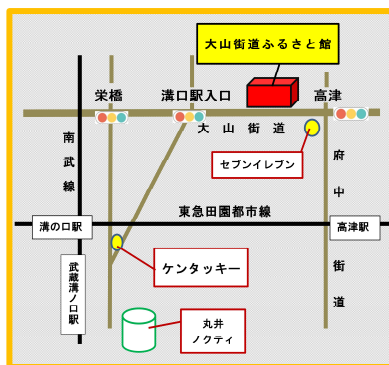 大山街道ふるさと館
栄橋
溝口駅入口
高津
大山街道
南武線
セブンイレブン
府中街道
東急田園都市線
溝の口駅
高津駅
武蔵溝ノ口駅
ケンタッキー
丸井
ノクティ